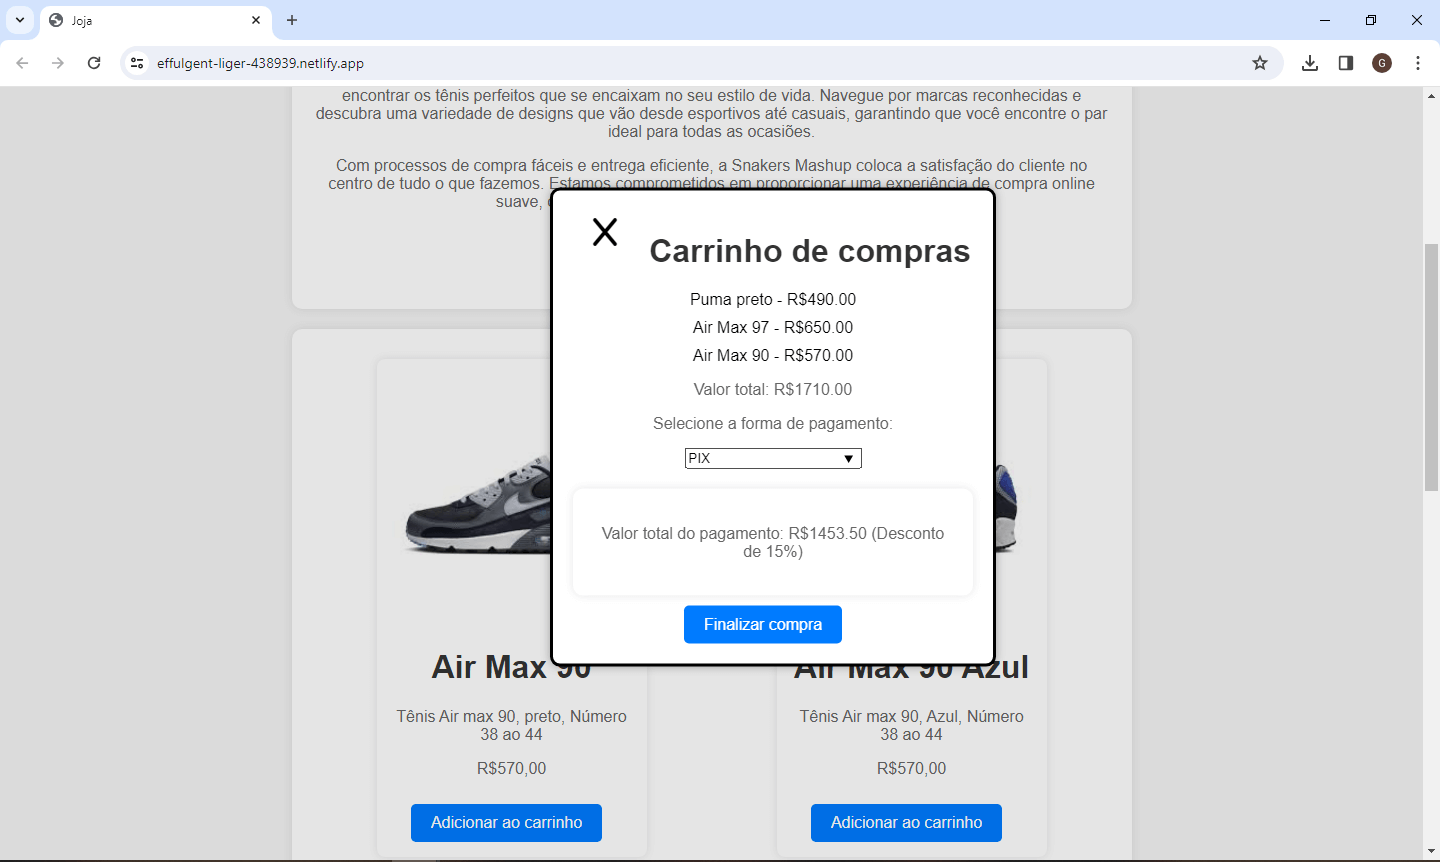 Joja
effulgent-liger-438939.netlify.app
G
encontrar os tênis perfeitos que se encaixam no seu estilo de vida. Navegue por marcas reconhecidas e
descubra uma variedade de designs que vão desde esportivos até casuais, garantindo que você encontre o par
ideal para todas as ocasiões.
Com processos de compra fáceis e entrega eficiente, a Snakers Mashup coloca a satisfação do cliente no
centro de tudo o que fazemos. Estamos comprometidos em proporcionar uma experiência de compra online
suave,
X
Carrinho de compras
Puma preto - R$490.00
Air Max 97 - R$650.00
Air Max 90 - R$570.00
Valor total: R$1710.00
Selecione a forma de pagamento:
PIX
Valor total do pagamento: R$1453.50 (Desconto
de 15%)
Finalizar compra
Air Max 90
Tênis Air max 90, preto, Número
38 ao 44
R$570,00
Adicionar ao carrinho
Air Max 90 Azul
Tênis Air max 90, Azul, Número
38 ao 44
R$570,00
Adicionar ao carrinho